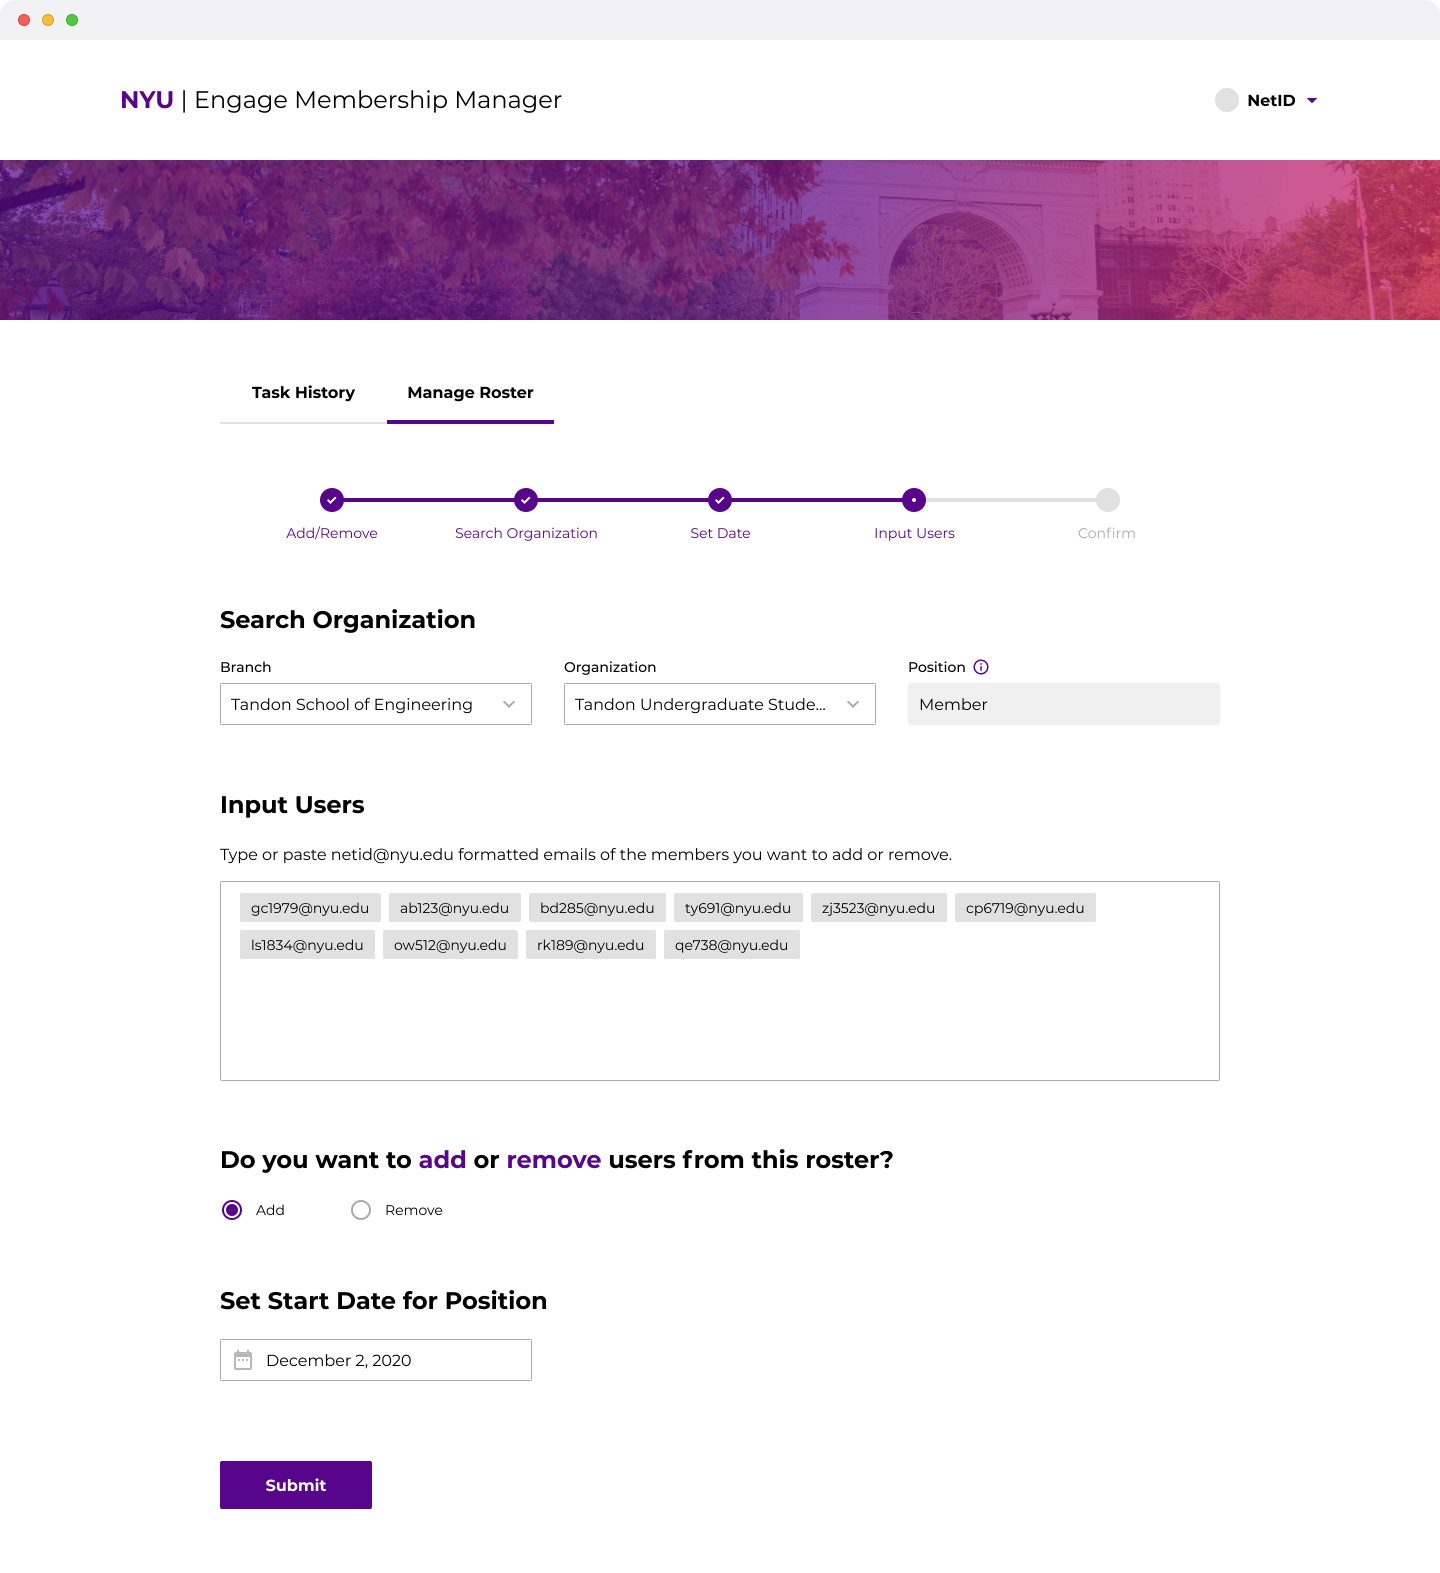 NYU | Engage Membership Manager
NetID
Task History
Manage Roster
Add/Remove
Search Organization
Set Date
Input Users
Confirm
Search Organization
Branch
Organization
Position
Tandon School of Engineering
Tandon Undergraduate Stude...
Member
Input Users
Type or paste netid@nyu.edu formatted emails of the members you want to add or remove.
gc1979@nyu.edu
ab123@nyu.edu
bd285@nyu.edu
ty691@nyu.edu
zj3523@nyu.edu
cp6719@nyu.edu
ls1834@nyu.edu
ow512@nyu.edu
rk189@nyu.edu
qe738@nyu.edu
Do you want to add or remove users from this roster?
Add
Remove
Set Start Date for Position
December 2, 2020
Submit